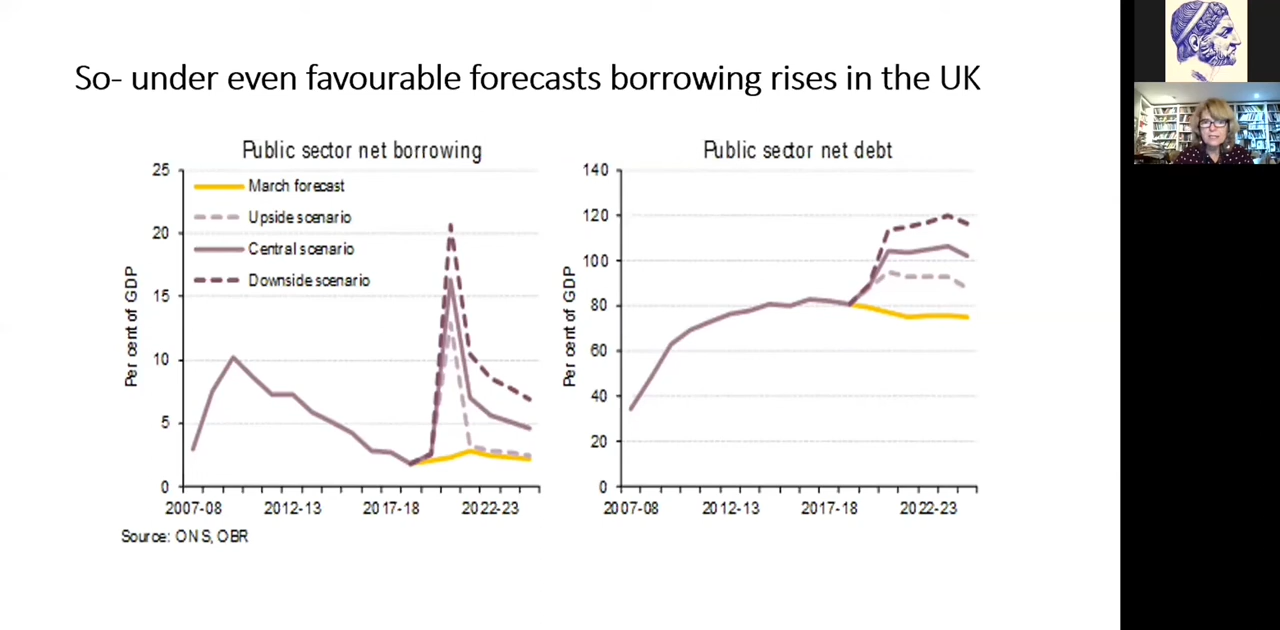 So- under even favourable forecasts borrowing rises in the UK
Public sector net borrowing
Per cent of GDP
25
20
15
10
5
0
March forecast
Upside scenario
Central scenario
Downside scenario
2007-08 2012-13 2017-18 2022-23
Source: ONS, OBR
Public sector net debt
Per cent of GDP
140
120
100
80
60
40
20
0
2007-08 2012-13 2017-18 2022-23